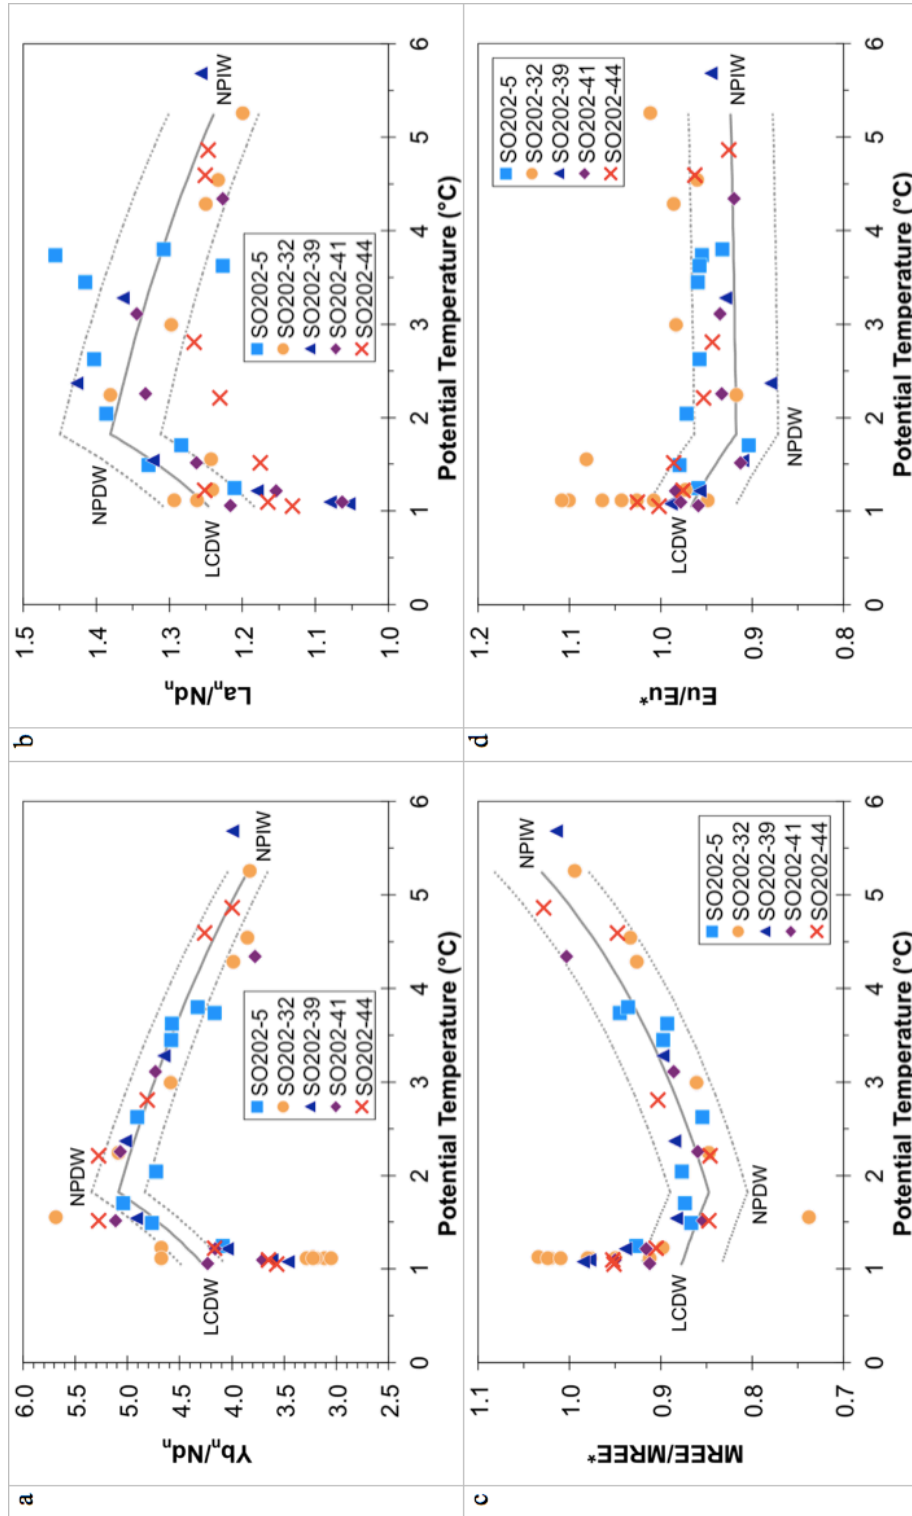 a
6.0
5.5
5.0
4.5
4.0
3.5
3.0
2.5
Ybₙ/Ndₙ
NPDW
LCDW
NPIW
SO202-5
SO202-32
SO202-39
SO202-41
SO202-44
0 1 2 3 4 5 6
Potential Temperature (°C)
b
1.5
1.4
1.3
1.2
1.1
1.0
Laₙ/Ndₙ
NPDW
LCDW
NPIW
SO202-5
SO202-32
SO202-39
SO202-41
SO202-44
0 1 2 3 4 5 6
Potential Temperature (°C)
c
1.1
1.0
0.9
0.8
0.7
MREE/MREE*
NPIW
LCDW
NPDW
SO202-5
SO202-32
SO202-39
SO202-41
SO202-44
0 1 2 3 4 5 6
Potential Temperature (°C)
d
1.2
1.1
1.0
0.9
0.8
Eu/Eu*
SO202-5
SO202-32
SO202-39
SO202-41
SO202-44
LCDW
NPDW
NPIW
0 1 2 3 4 5 6
Potential Temperature (°C)